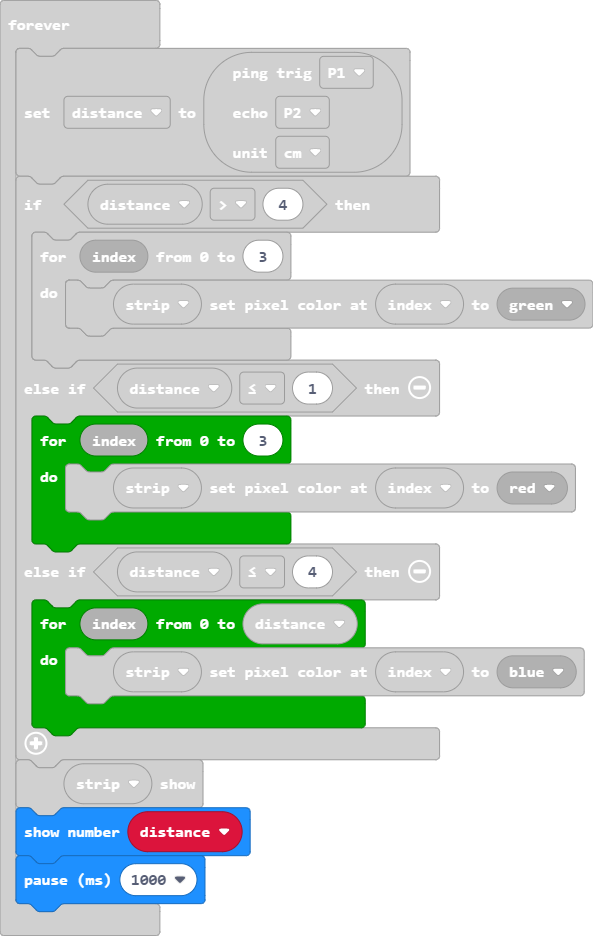 forever
ping trig P1
set distance to echo P2
unit cm
if distance > 4 then
for index from 0 to 3
do strip set pixel color at index to green
else if distance ≤ 1 then
for index from 0 to 3
do strip set pixel color at index to red
else if distance ≤ 4 then
for index from 0 to distance
do strip set pixel color at index to blue
strip show
show number distance
pause (ms) 1000